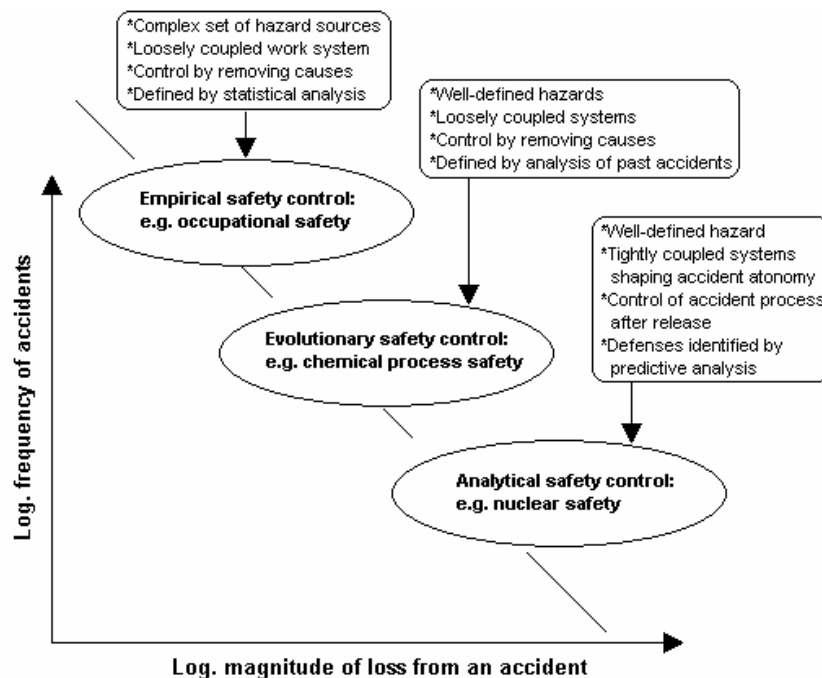 *Complex set of hazard sources
*Loosely coupled work system
*Control by removing causes
*Defined by statistical analysis
*Well-defined hazards
*Loosely coupled systems
*Control by removing causes
*Defined by analysis of past accidents
Empirical safety control:
e.g. occupational safety
*Well-defined hazard
*Tightly coupled systems
shaping accident atonomy
*Control of accident process
after release
*Defenses identified by
predictive analysis
Evolutionary safety control:
e.g. chemical process safety
Analytical safety control:
e.g. nuclear safety
Log. frequency of accidents
Log. magnitude of loss from an accident